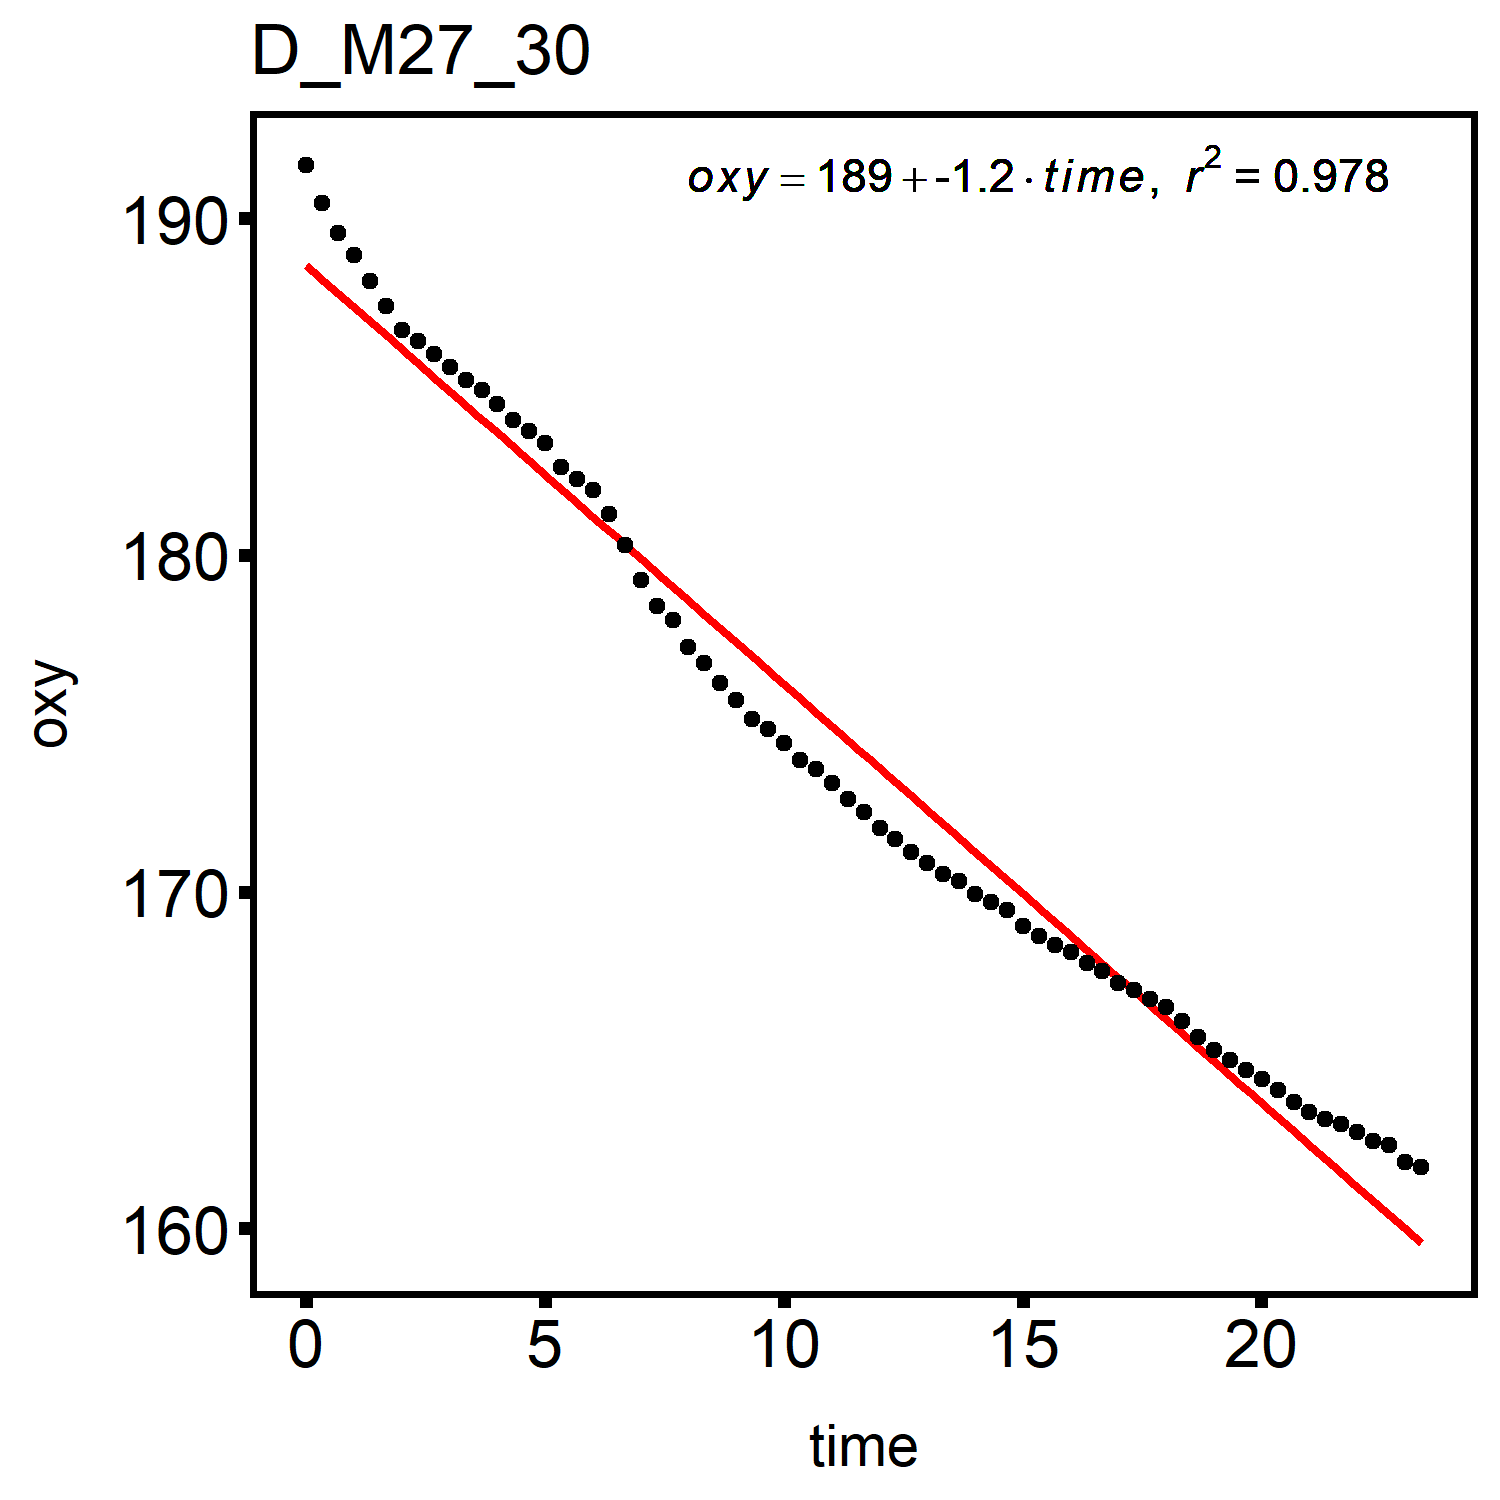 D_M27_30
oxy = 189 + -1.2 · time, r² = 0.978
190
180
170
160
oxy
0 5 10 15 20
time